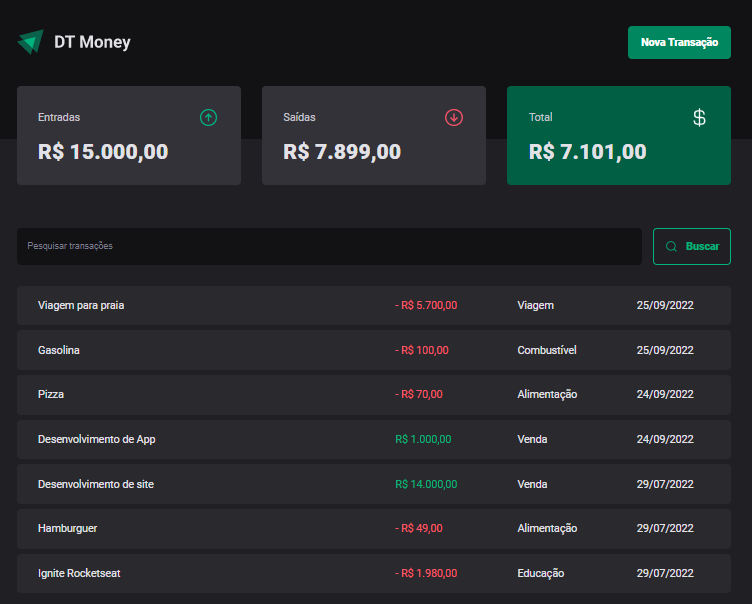 DT Money
Nova Transação
Entradas
R$ 15.000,00
Saídas
R$ 7.899,00
Total
$
R$ 7.101,00
Pesquisar transações
Buscar
Viagem para praia - R$ 5.700,00 Viagem 25/09/2022
Gasolina - R$ 100,00 Combustível 25/09/2022
Pizza - R$ 70,00 Alimentação 24/09/2022
Desenvolvimento de App R$ 1.000,00 Venda 24/09/2022
Desenvolvimento de site R$ 14.000,00 Venda 29/07/2022
Hamburguer - R$ 49,00 Alimentação 29/07/2022
Ignite Rocketseat - R$ 1.980,00 Educação 29/07/2022